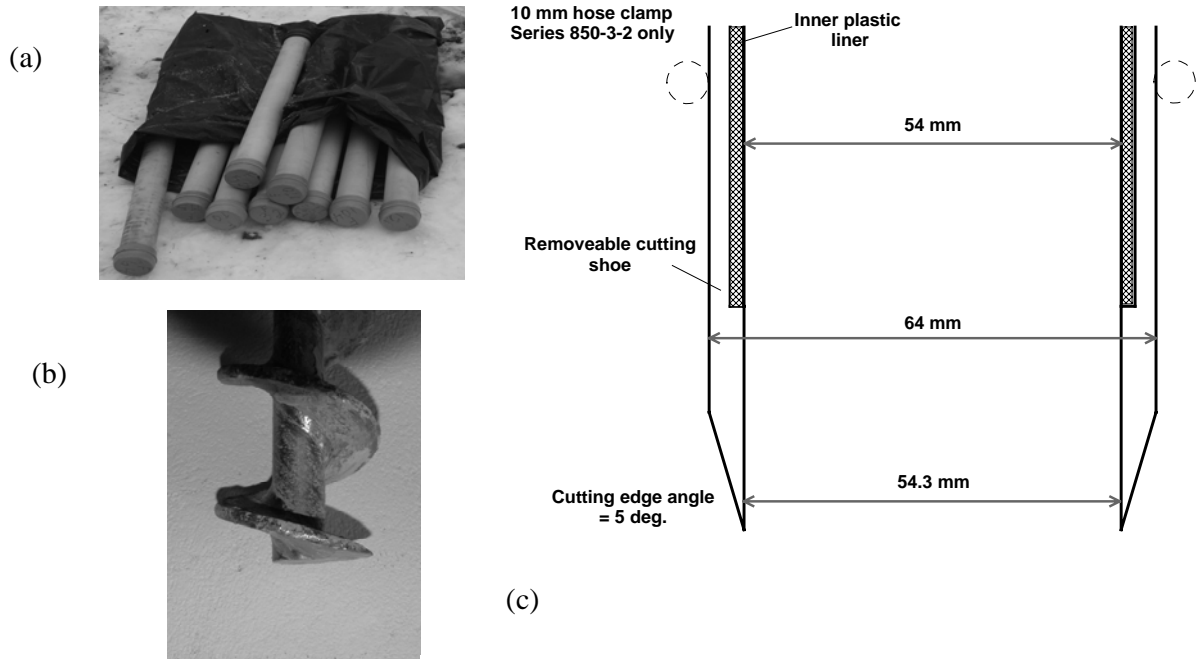 (a)
(b)
10 mm hose clamp
Series 850-3-2 only
Inner plastic
liner
54 mm
Removeable cutting
shoe
64 mm
54.3 mm
Cutting edge angle
= 5 deg.
(c)